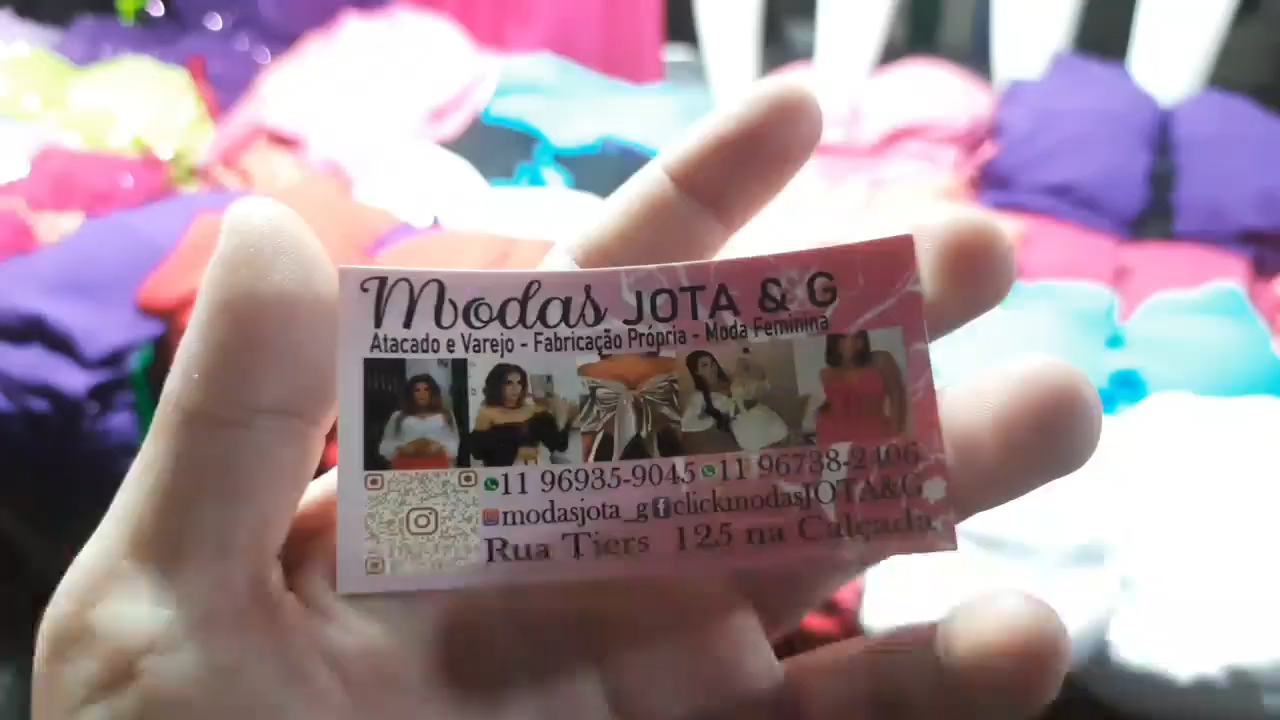 Modas JOTA & G
Atacado e Varejo - Fabricação Própria - Moda Feminina
11 96935-9045 11 96738-2406
modasjota_g clickmodasJOTA&G
Rua Tiers 125 na Calçada